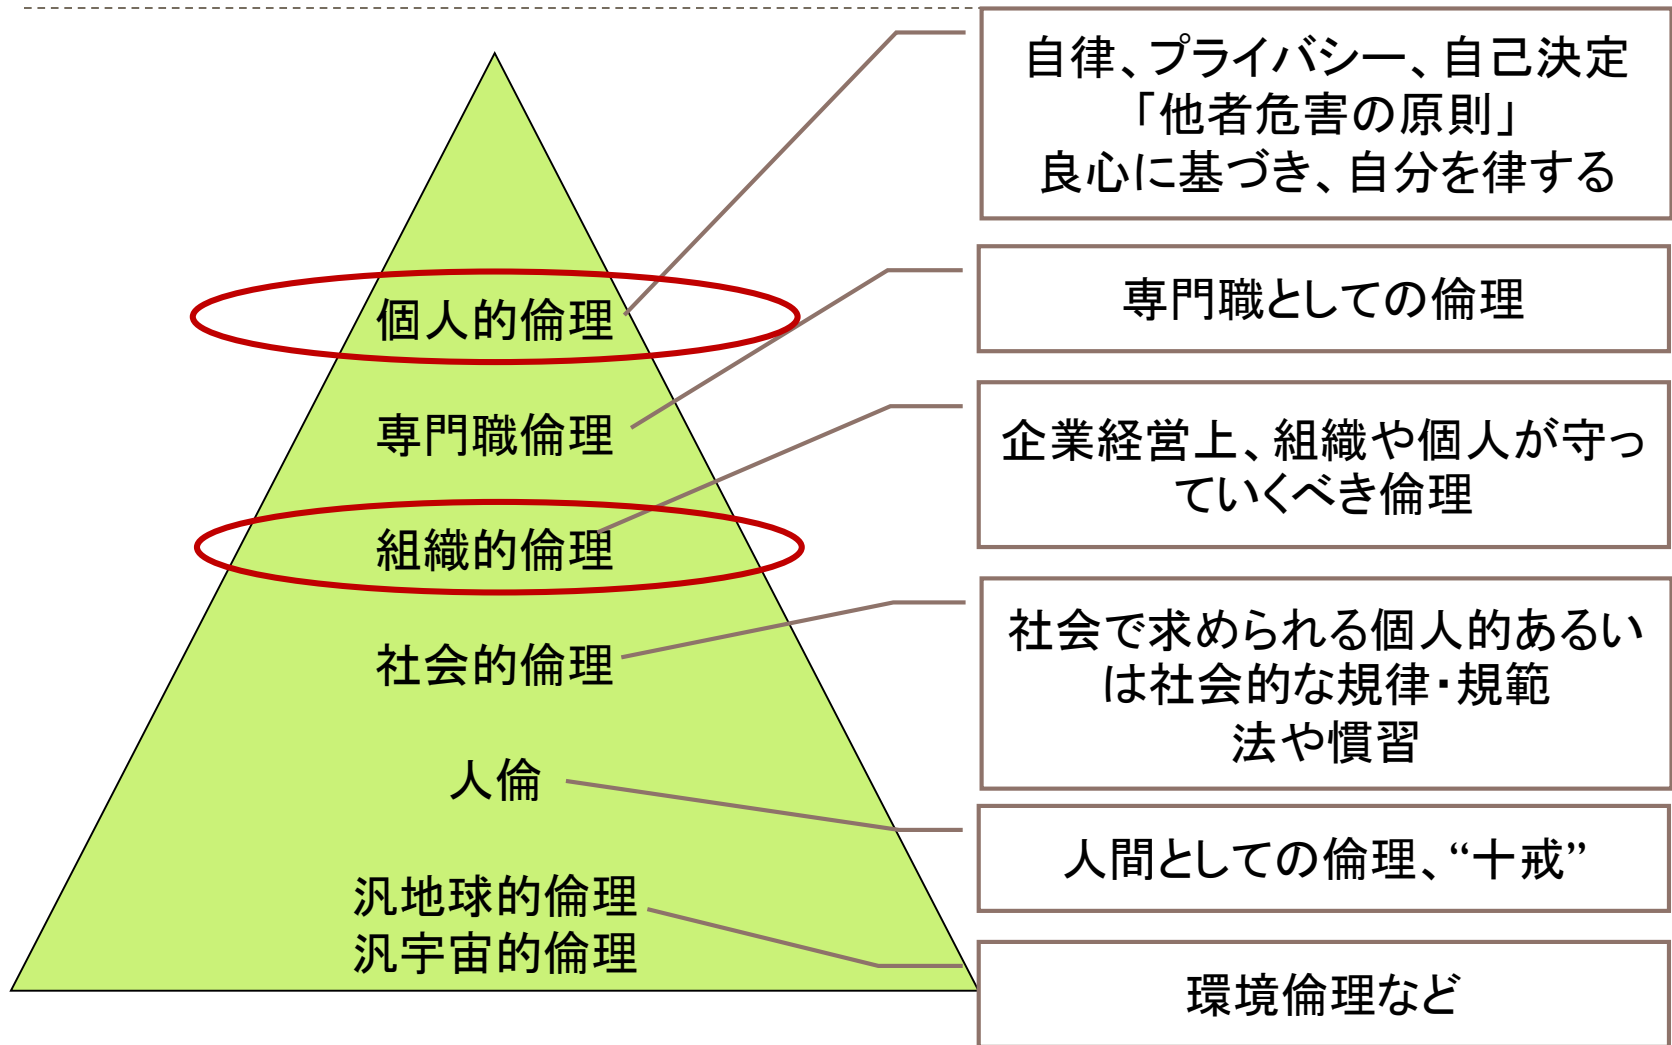 自律、プライバシー、自己決定
「他者危害の原則」
良心に基づき、自分を律する
個人的倫理
専門職としての倫理
専門職倫理
企業経営上、組織や個人が守っ
ていくべき倫理
組織的倫理
社会で求められる個人的あるい
は社会的な規律・規範
法や慣習
社会的倫理
人倫
人間としての倫理、“十戒”
汎地球的倫理
汎宇宙的倫理
環境倫理など